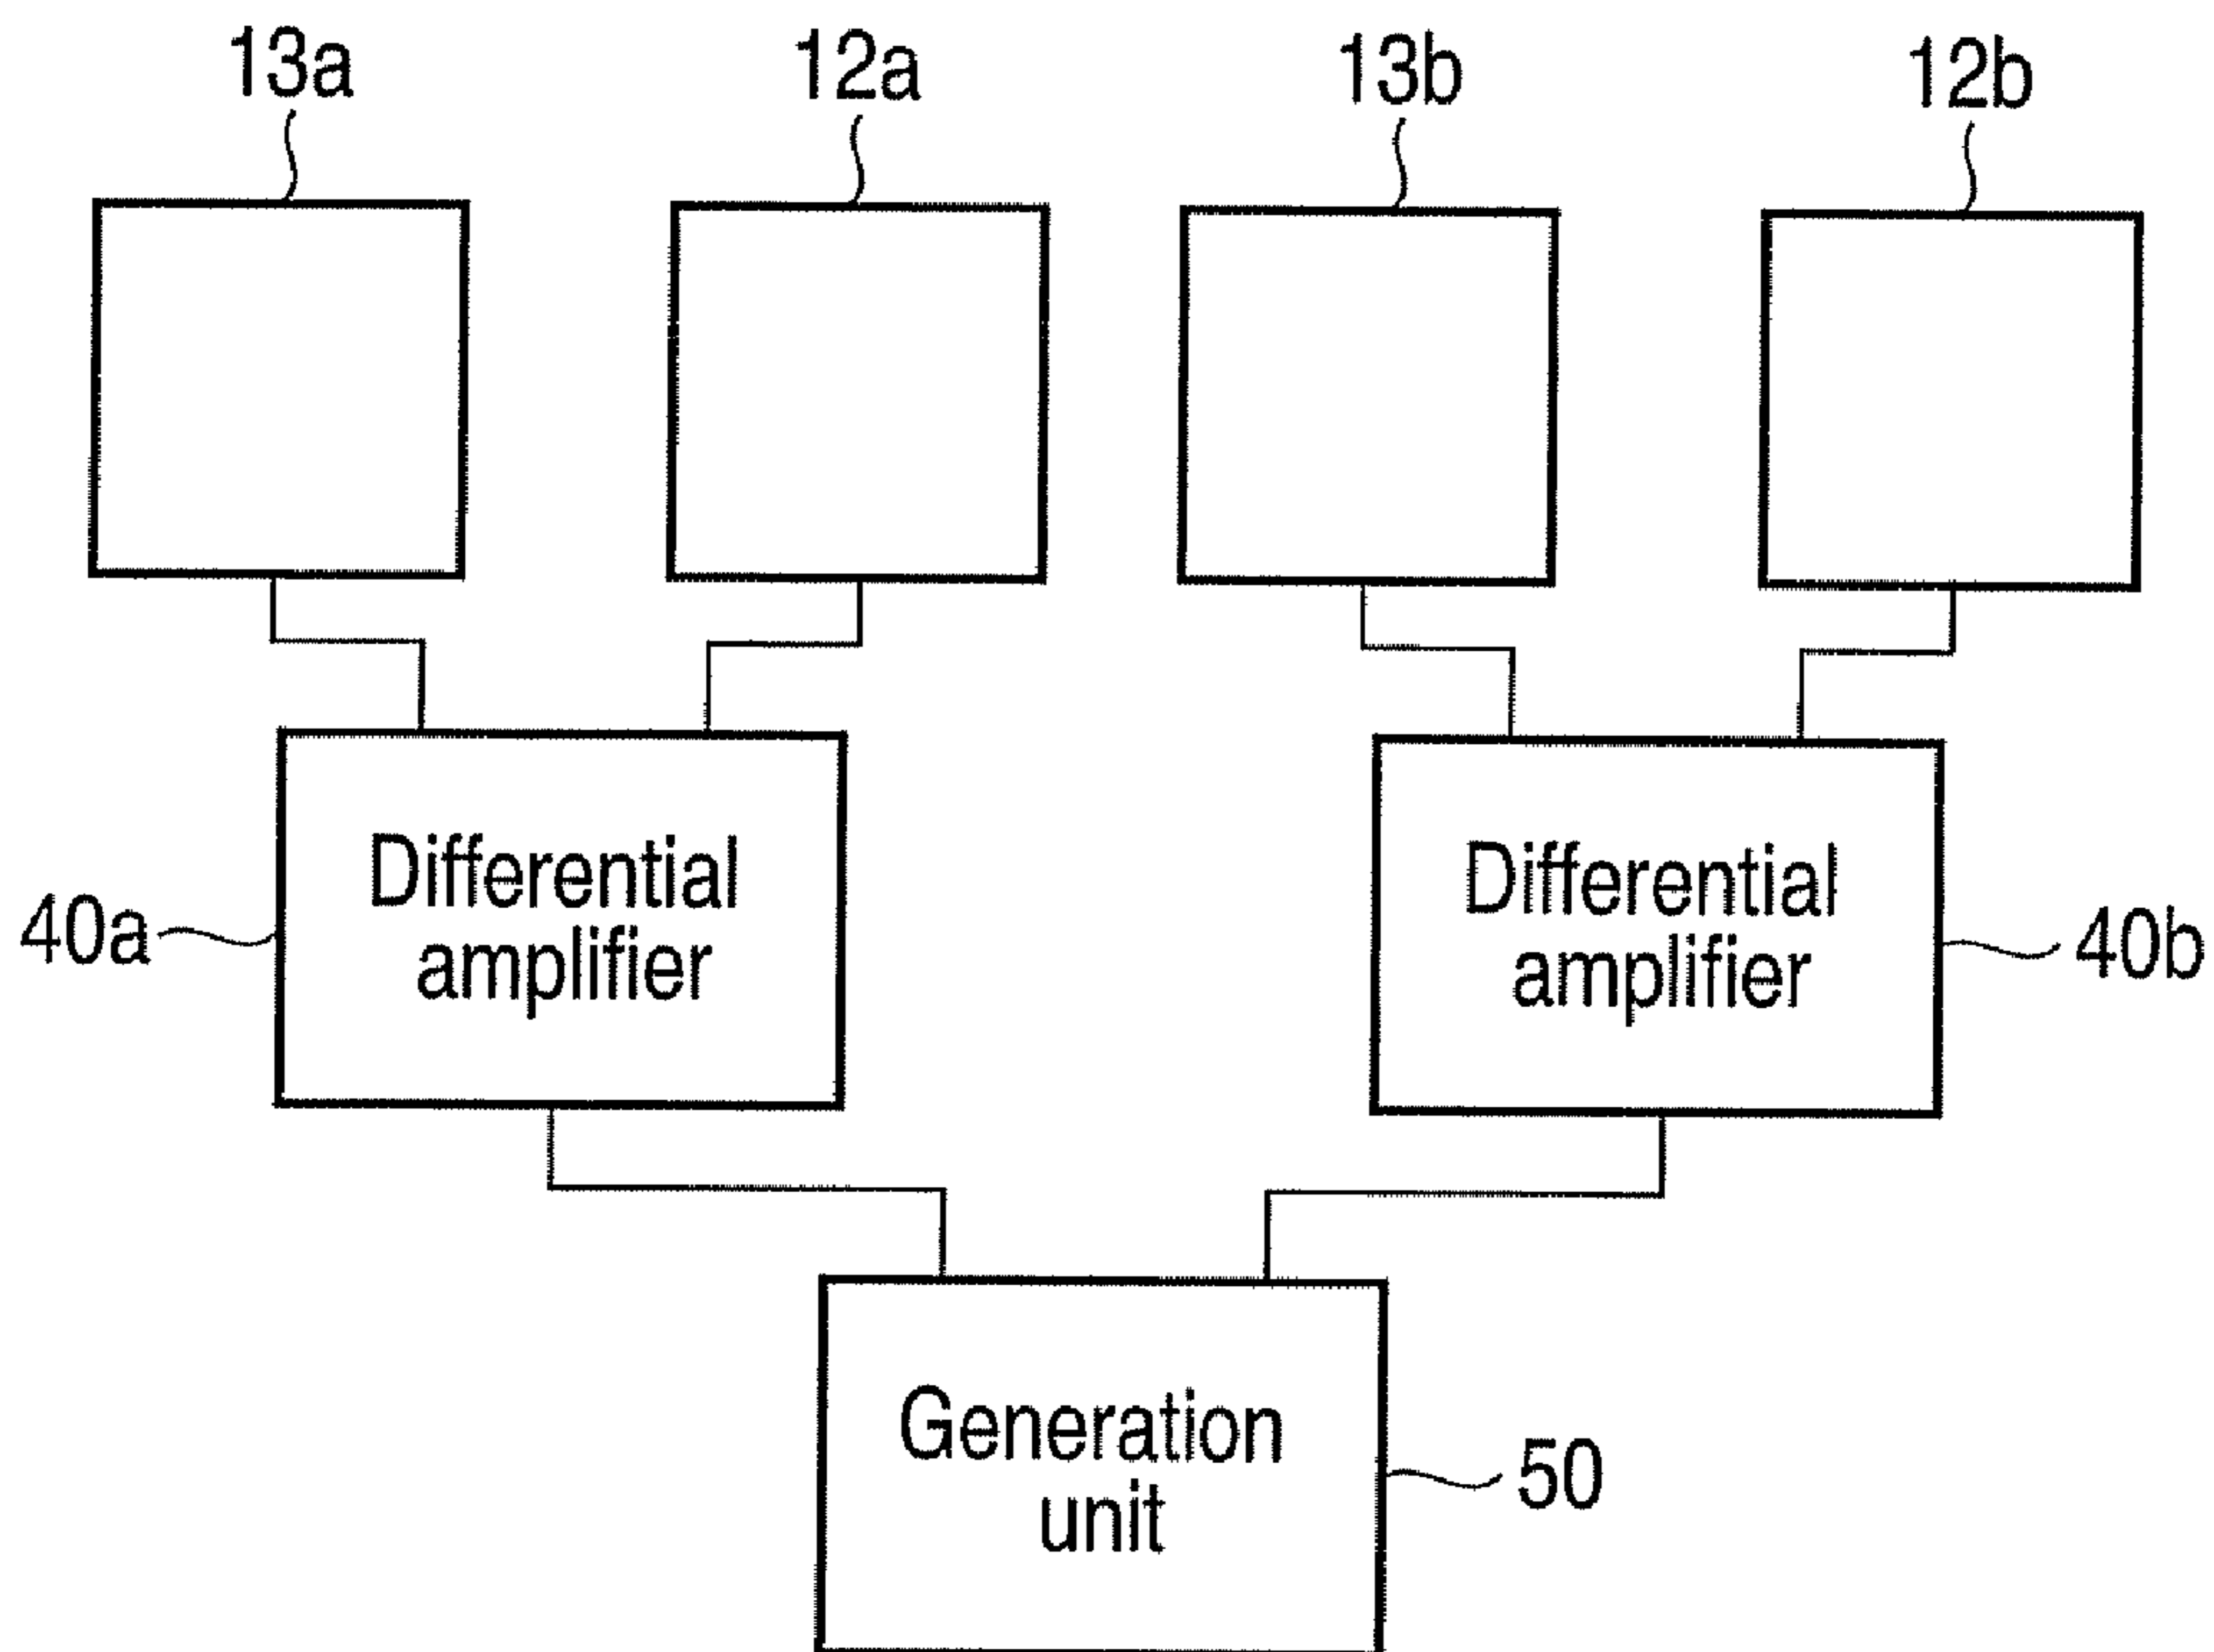 13a
12a
13b
12b
Differential
amplifier
40a
Differential
amplifier
40b
Generation
unit
50